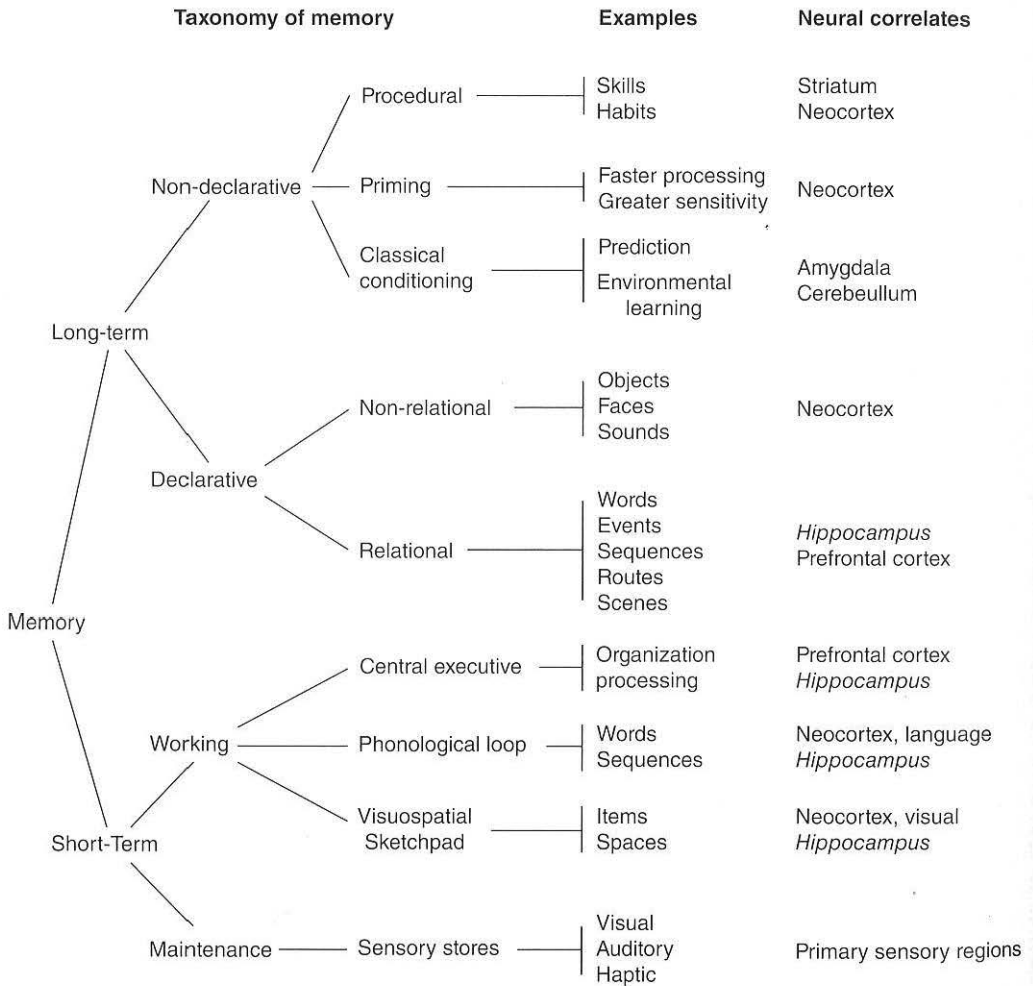 Taxonomy of memory Examples Neural correlates
Procedural Skills Striatum
Habits Neocortex
Non-declarative Priming Faster processing Neocortex
Greater sensitivity
Classical Prediction
conditioning Environmental Amygdala
learning Cerebeullum
Long-term
Non-relational Objects Neocortex
Faces
Sounds
Declarative
Relational Words Hippocampus
Events Prefrontal cortex
Sequences
Routes
Scenes
Memory
Central executive Organization Prefrontal cortex
processing Hippocampus
Working Phonological loop Words Neocortex, language
Sequences Hippocampus
Visuospatial Items Neocortex, visual
Sketchpad Spaces Hippocampus
Short-Term
Maintenance Sensory stores Visual Primary sensory regions
Auditory
Haptic